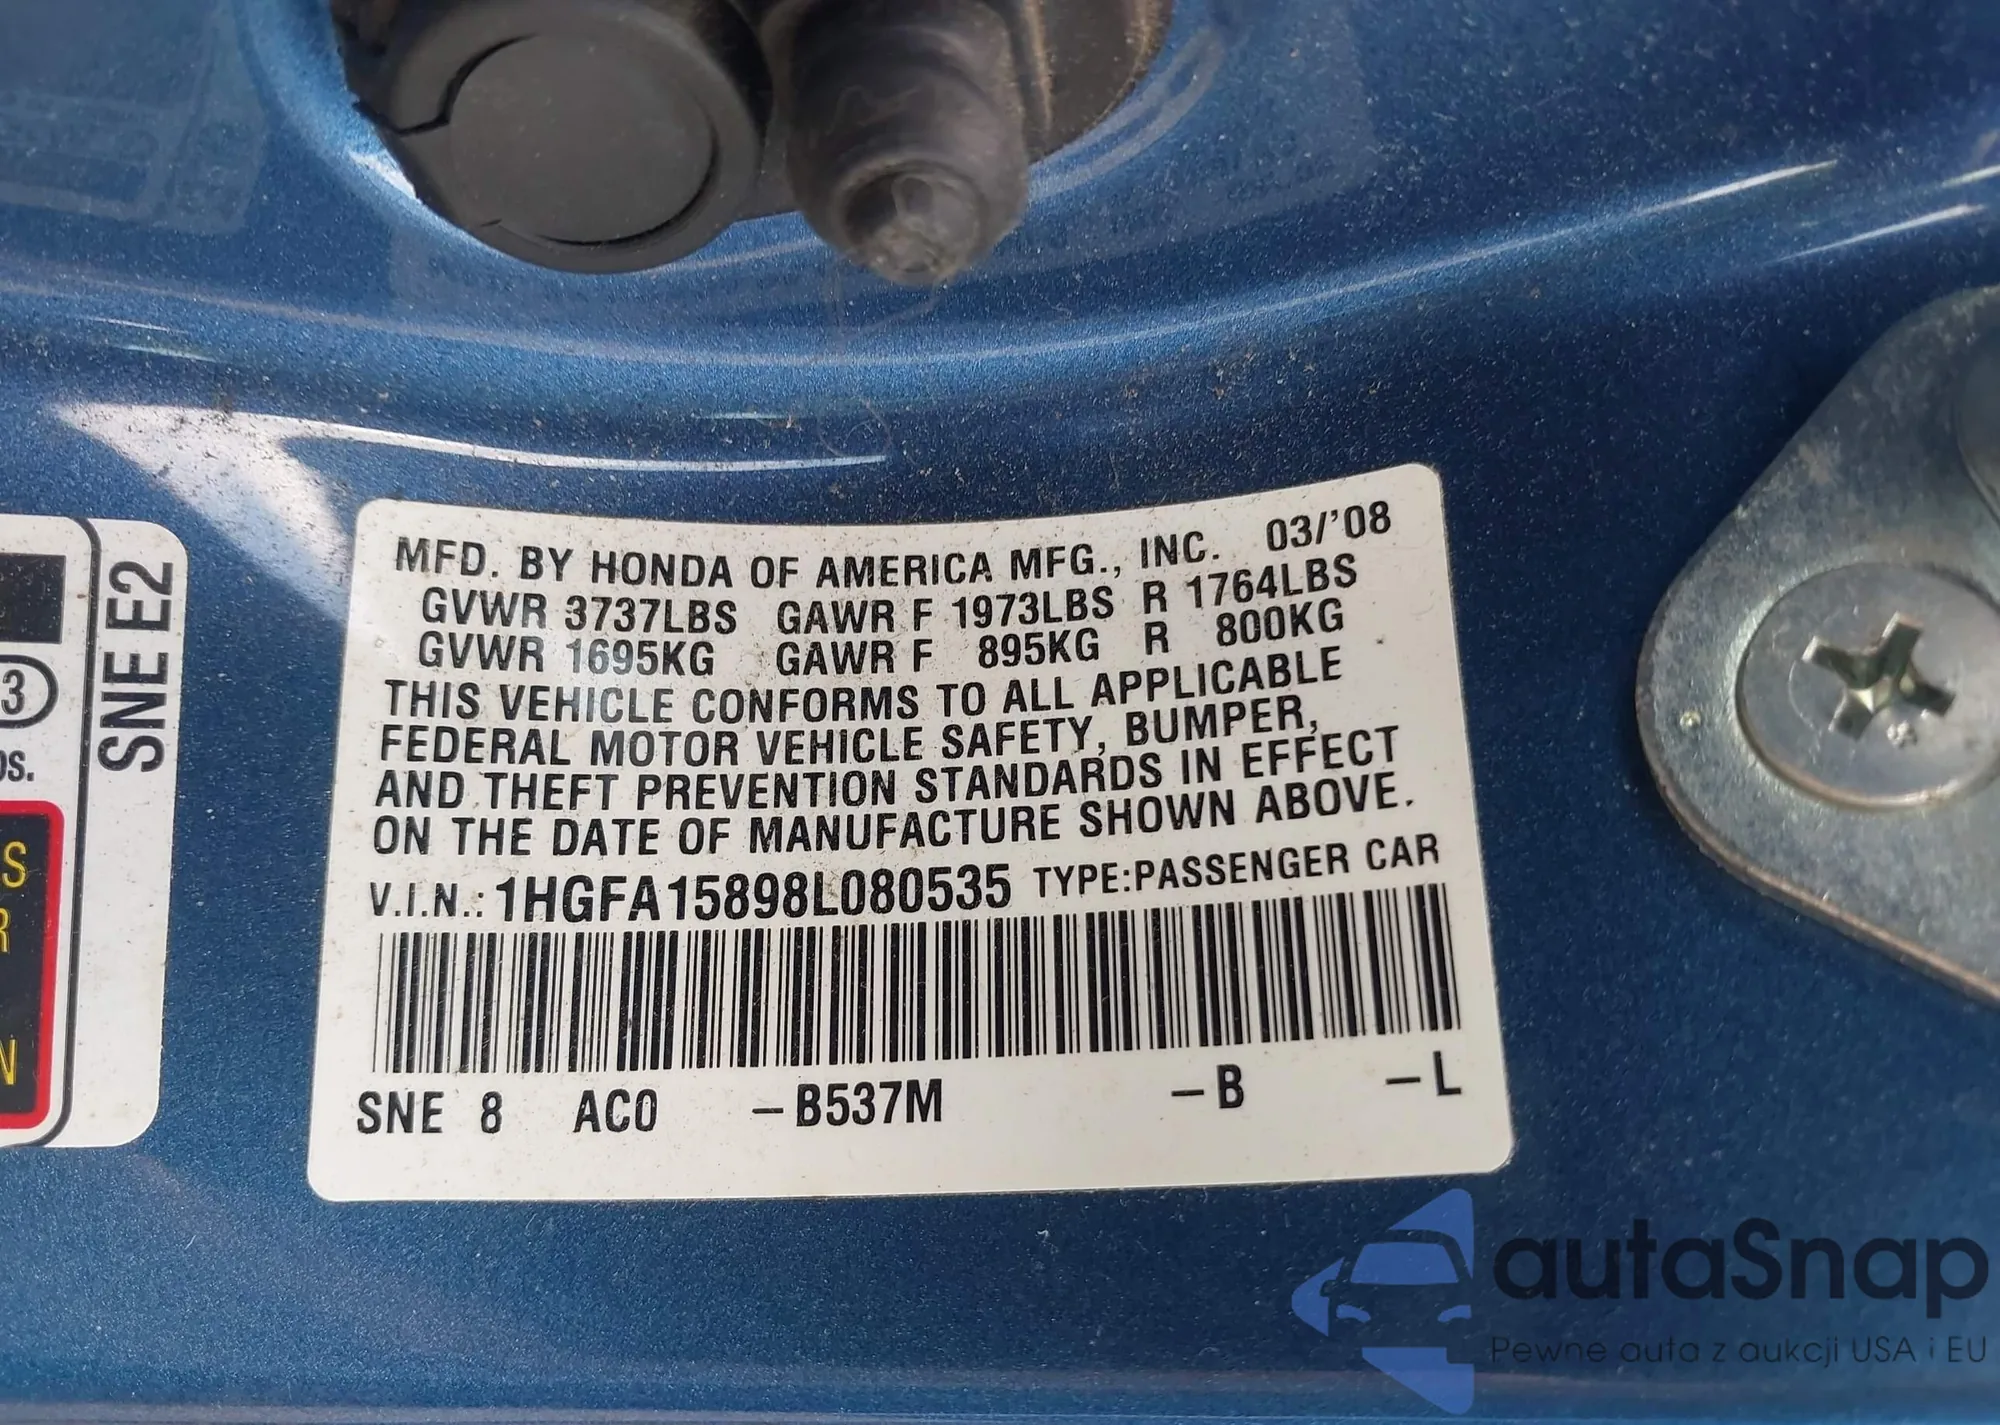 MFD. BY HONDA OF AMERICA MFG., INC. 03/'08
GVWR 3737LBS GAWR F 1973LBS R 1764LBS
GVWR 1695KG GAWR F 895KG R 800KG
THIS VEHICLE CONFORMS TO ALL APPLICABLE
FEDERAL MOTOR VEHICLE SAFETY, BUMPER,
AND THEFT PREVENTION STANDARDS IN EFFECT
ON THE DATE OF MANUFACTURE SHOWN ABOVE.
V.I.N.: 1HGFA15898L080535 TYPE:PASSENGER CAR
SNE 8 AC0 –B537M –B –L
SNE E2
3
OS.
S
R
N
autaSnap
Pewne auta z aukcji USA i EU